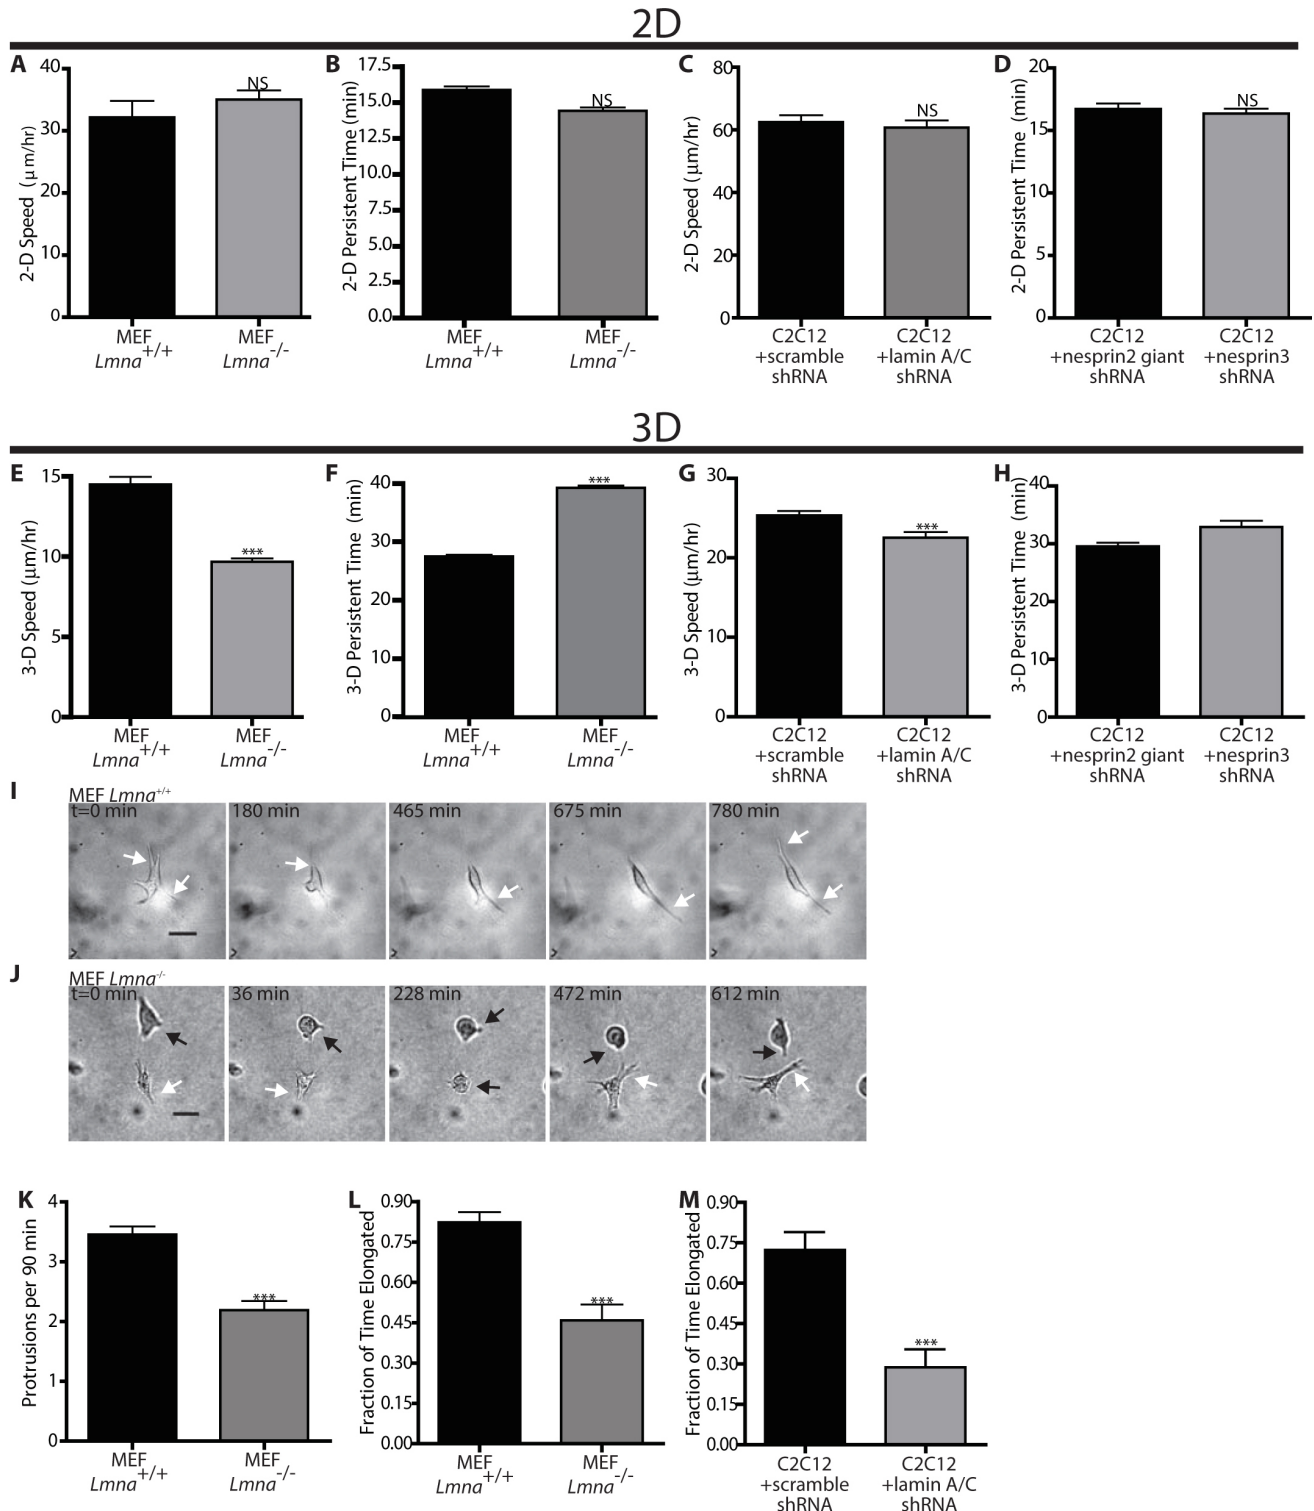 2D
A
40
30
20
10
0
2-D Speed (μm/hr)
NS
MEF
Lmna+/+
MEF
Lmna-/-
B
17.5
15.0
12.5
10.0
7.5
5.0
2.5
0.0
2-D Persistent Time (min)
NS
MEF
Lmna+/+
MEF
Lmna-/-
C
80
60
40
20
0
2-D Speed (μm/hr)
NS
C2C12
+scramble
shRNA
C2C12
+lamin A/C
shRNA
D
20
15
10
5
0
2-D Persistent Time (min)
NS
C2C12
+nesprin2 giant
shRNA
C2C12
+nesprin3
shRNA
3D
E
15
10
5
0
3-D Speed (μm/hr)
***
MEF
Lmna+/+
MEF
Lmna-/-
F
40
30
20
10
0
3-D Persistent Time (min)
***
MEF
Lmna+/+
MEF
Lmna-/-
G
30
20
10
0
3-D Speed (μm/hr)
***
C2C12
+scramble
shRNA
C2C12
+lamin A/C
shRNA
H
40
30
20
10
0
3-D Persistent Time (min)
C2C12
+nesprin2 giant
shRNA
C2C12
+nesprin3
shRNA
I
MEF Lmna+/+
t=0 min
180 min
465 min
675 min
780 min
J
MEF Lmna-/-
t=0 min
36 min
228 min
472 min
612 min
K
4
3
2
1
0
Protrusions per 90 min
***
MEF
Lmna+/+
MEF
Lmna-/-
L
0.90
0.75
0.60
0.45
0.30
0.15
0.00
Fraction of Time Elongated
***
MEF
Lmna+/+
MEF
Lmna-/-
M
0.90
0.75
0.60
0.45
0.30
0.15
0.00
Fraction of Time Elongated
***
C2C12
+scramble
shRNA
C2C12
+lamin A/C
shRNA